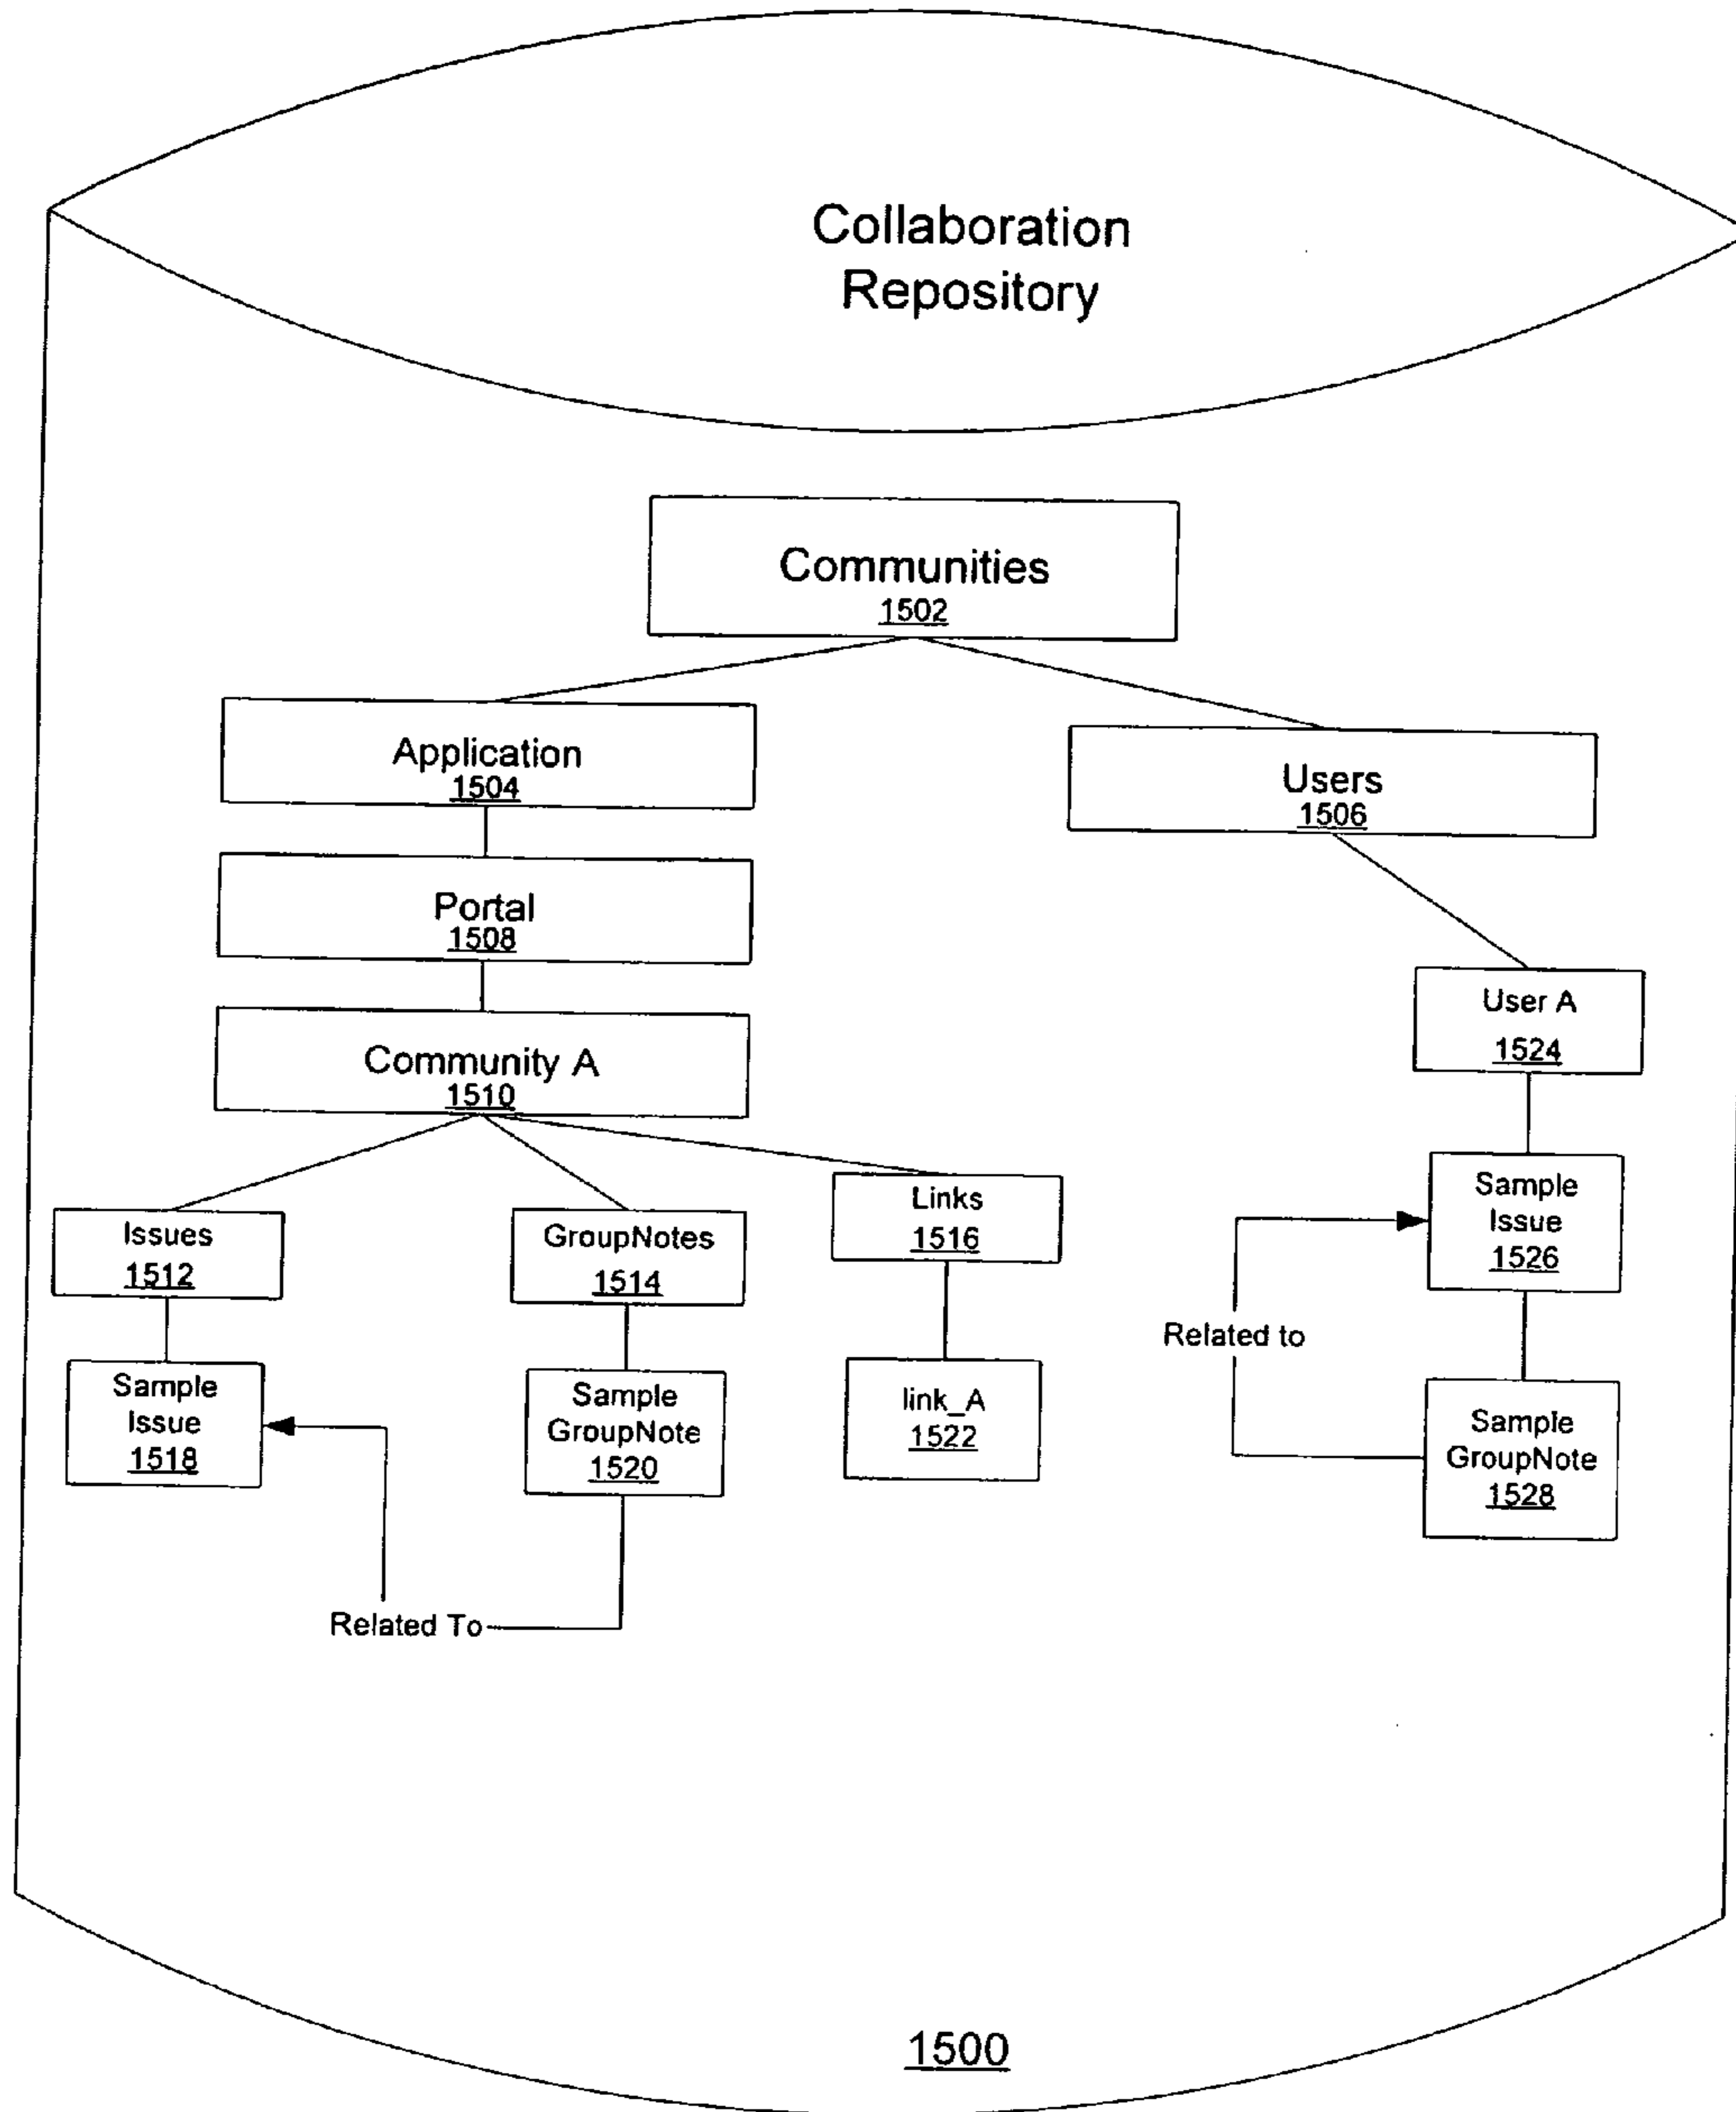 Collaboration
Repository
Communities
1502
Application
1504
Users
1506
Portal
1508
Community A
1510
User A
1524
Issues
1512
GroupNotes
1514
Links
1516
Sample
Issue
1526
Related to
Sample
Issue
1518
Sample
GroupNote
1520
link_A
1522
Sample
GroupNote
1528
Related To
1500